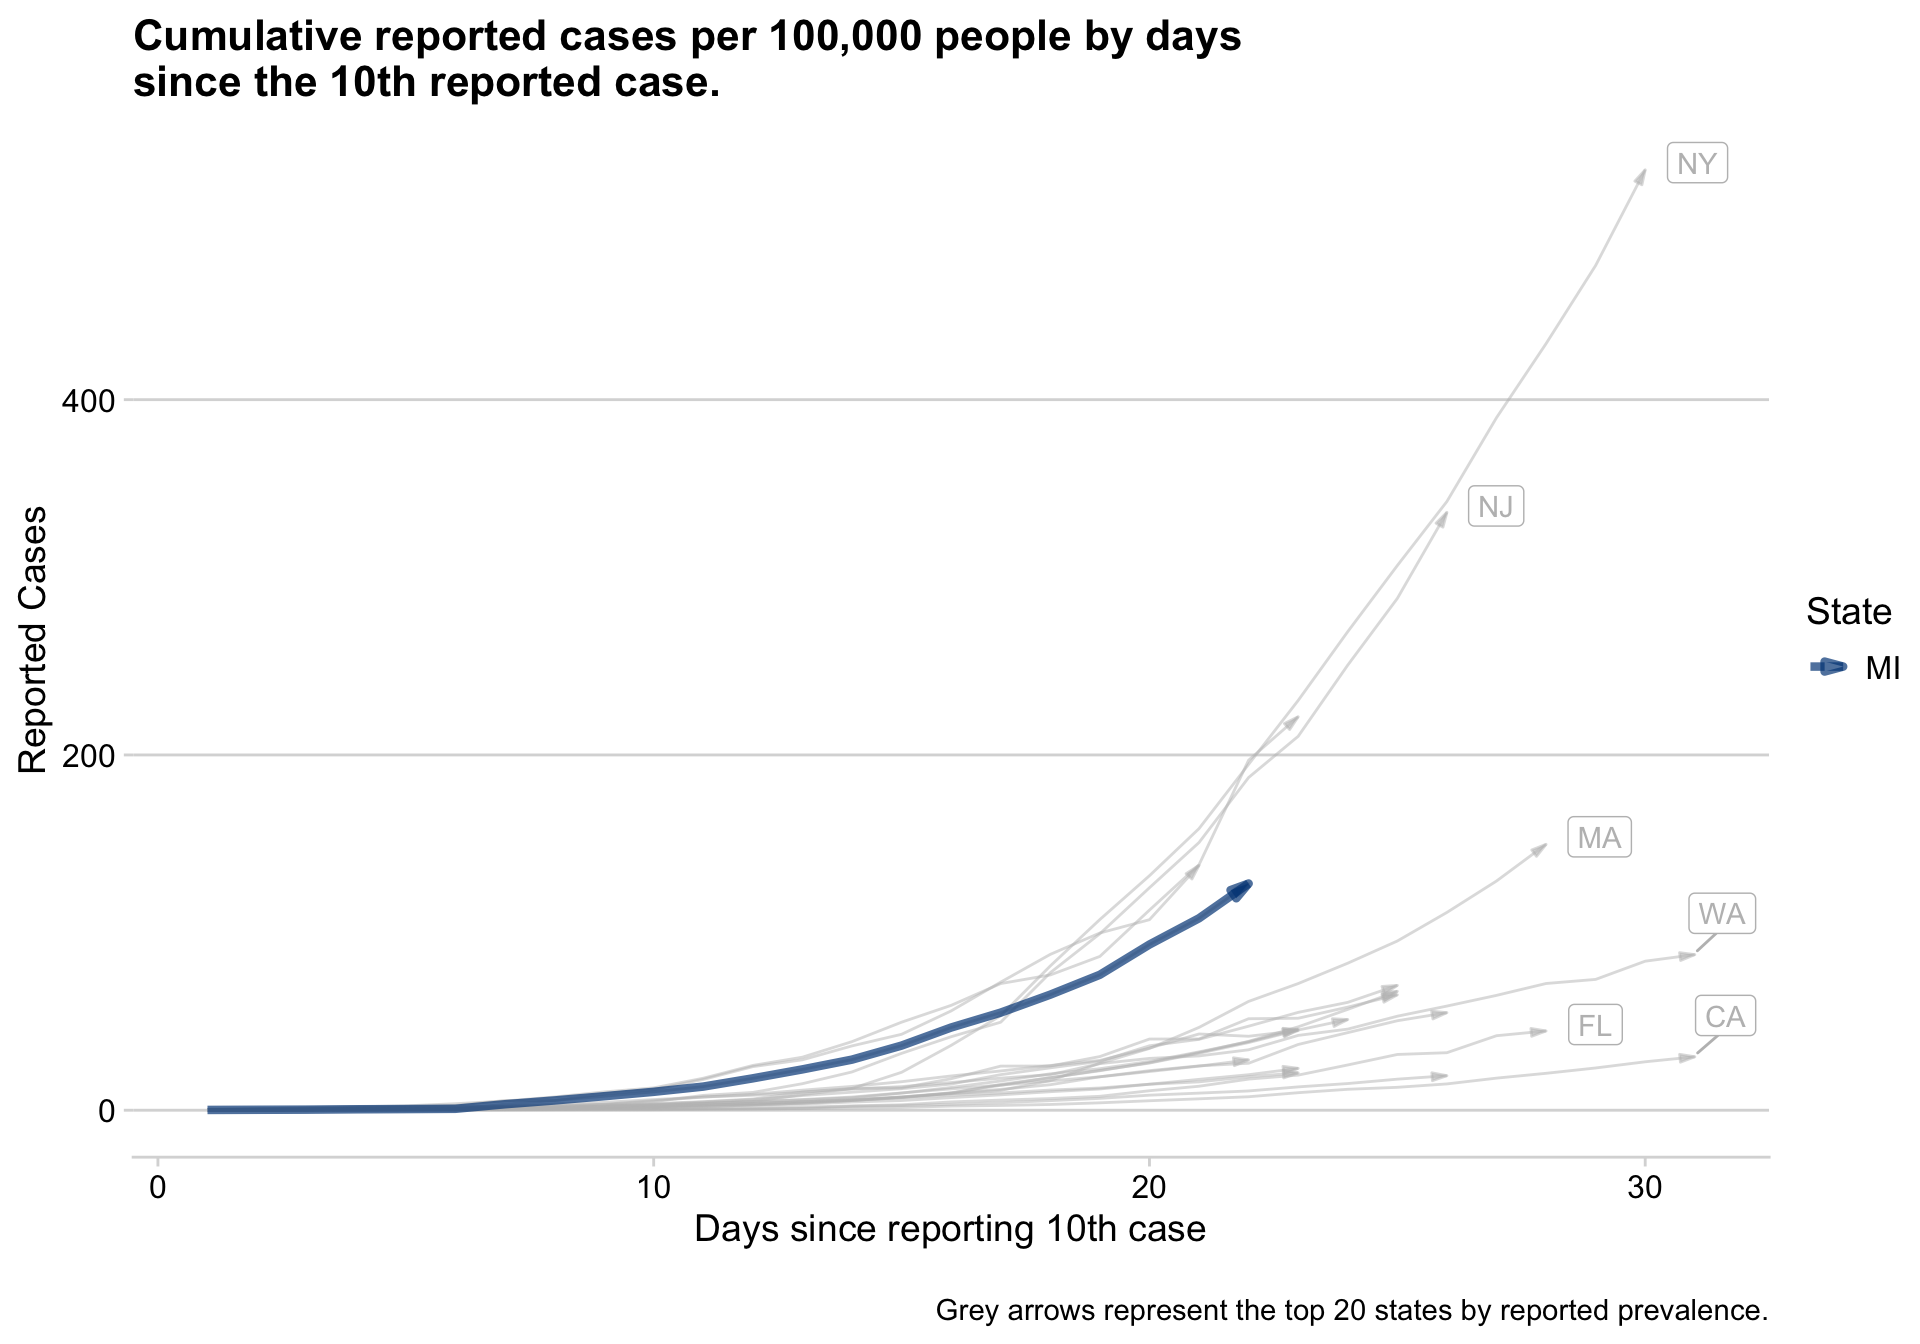 Cumulative reported cases per 100,000 people by days
since the 10th reported case.
NY
400
NJ
Reported Cases
State
MI
200
MA
WA
CA
FL
0
0 10 20 30
Days since reporting 10th case
Grey arrows represent the top 20 states by reported prevalence.